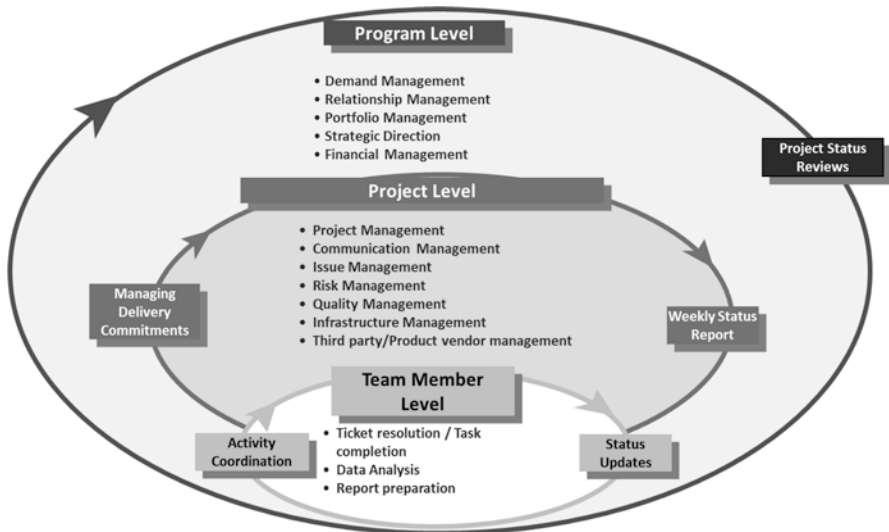 Program Level
• Demand Management
• Relationship Management
• Portfolio Management
• Strategic Direction
• Financial Management
Project Status
Reviews
Project Level
• Project Management
• Communication Management
• Issue Management
• Risk Management
• Quality Management
• Infrastructure Management
• Third party/Product vendor management
Managing
Delivery
Commitments
Weekly Status
Report
Team Member
Level
• Ticket resolution / Task
completion
• Data Analysis
• Report preparation
Activity
Coordination
Status
Updates